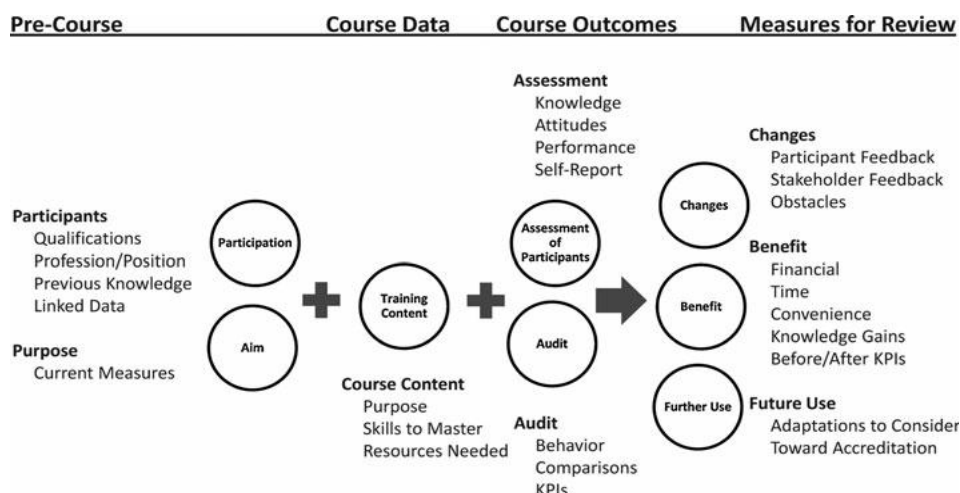 Pre-Course
Course Data
Course Outcomes
Measures for Review
Participants
Qualifications
Profession/Position
Previous Knowledge
Linked Data
Purpose
Current Measures
Participation
Aim
Training
Content
Course Content
Purpose
Skills to Master
Resources Needed
Assessment
Knowledge
Attitudes
Performance
Self-Report
Assessment
of
Participants
Audit
Audit
Behavior
Comparisons
KPIs
Changes
Benefit
Further Use
Changes
Participant Feedback
Stakeholder Feedback
Obstacles
Benefit
Financial
Time
Convenience
Knowledge Gains
Before/After KPIs
Future Use
Adaptations to Consider
Toward Accreditation